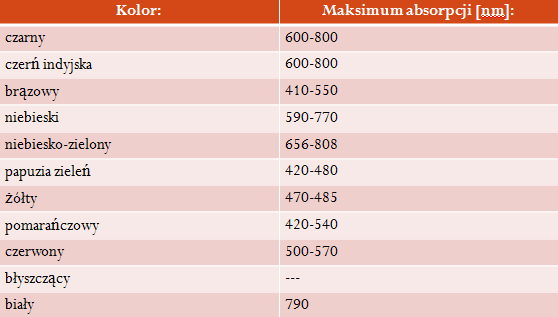 Kolor: Maksimum absorpcji [nm]:
czarny 600-800
czerń indyjska 600-800
brązowy 410-550
niebieski 590-770
niebiesko-zielony 656-808
papuzia zieleń 420-480
żółty 470-485
pomarańczowy 420-540
czerwony 500-570
błyszczący ---
biały 790